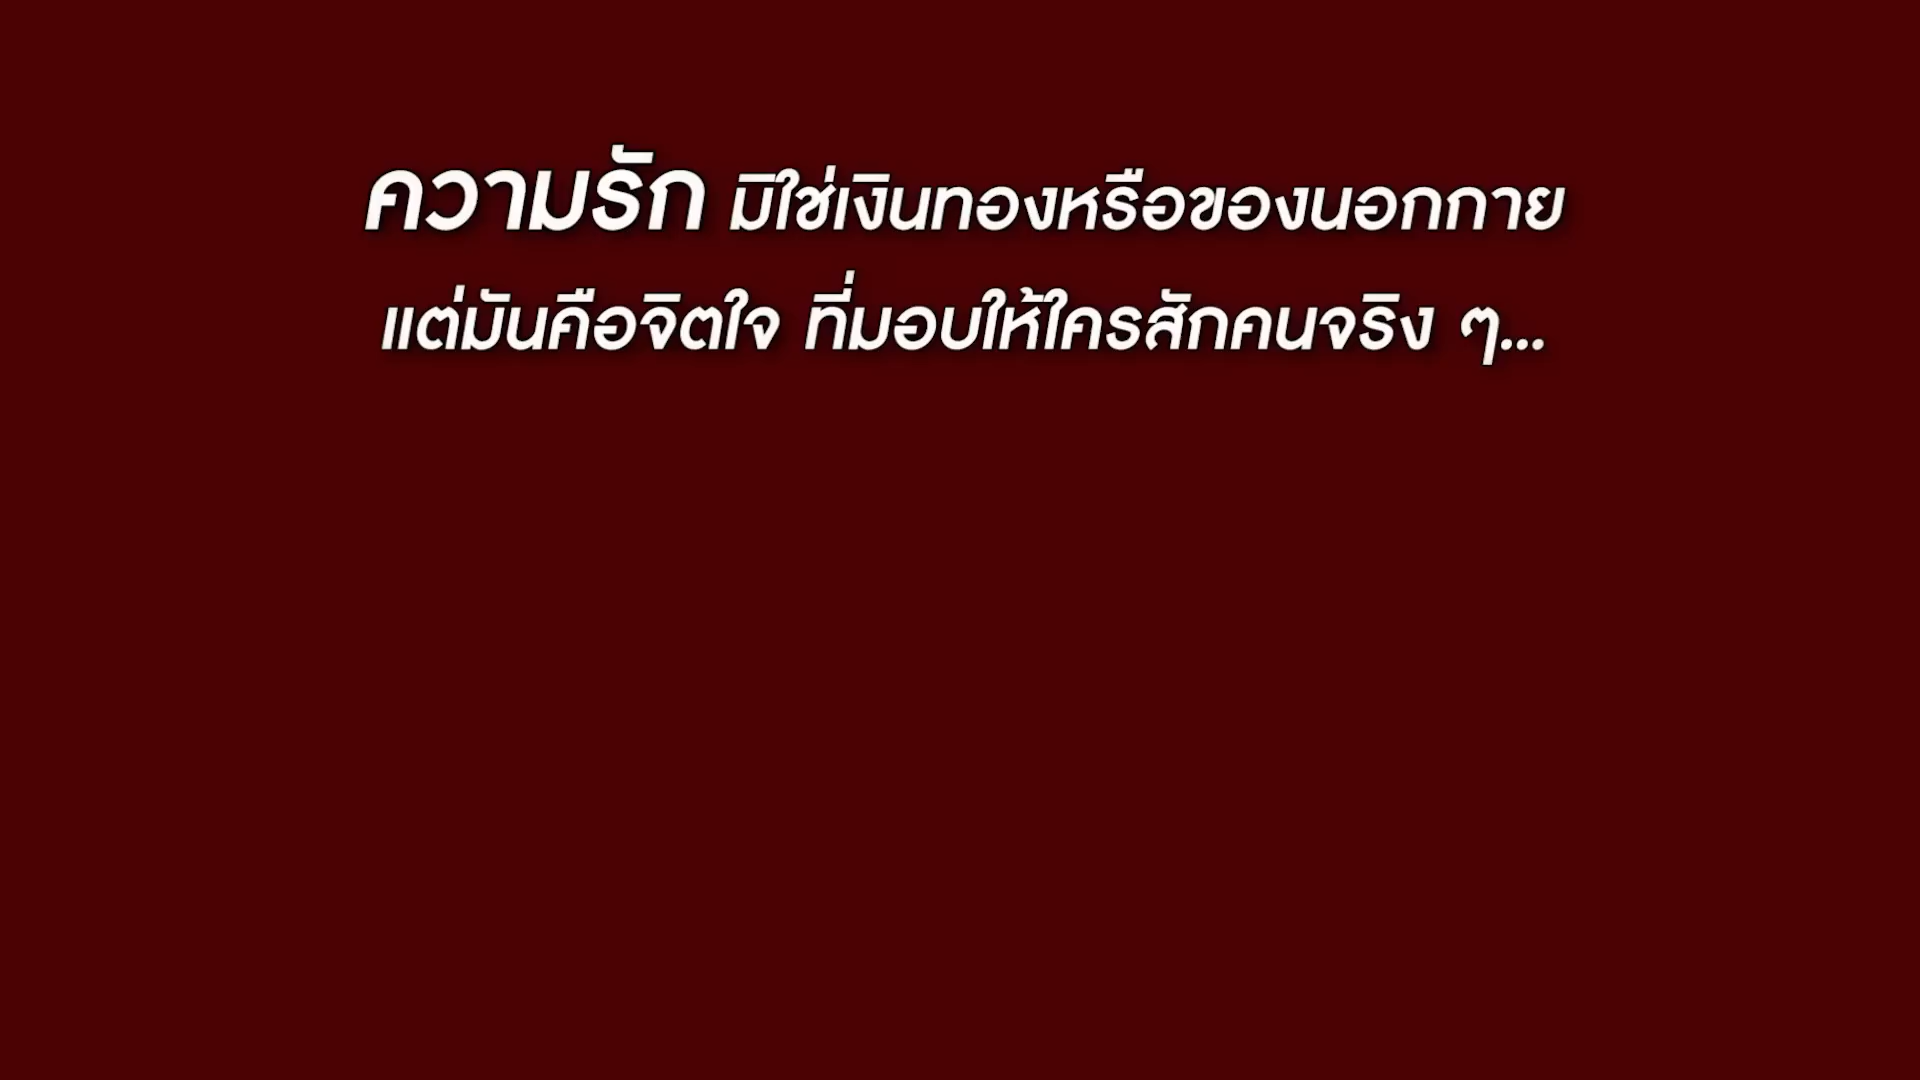 ความรัก มิใช่เงินทองหรือของนอกกาย
แต่มันคือจิตใจ ที่มอบให้ใครสักคนจริง ๆ...